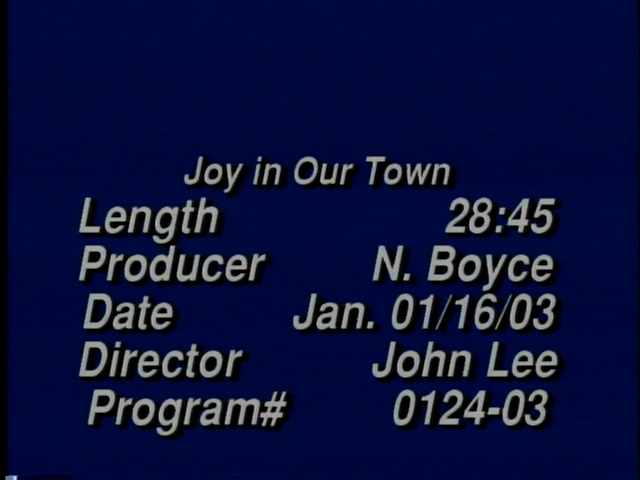 Joy in Our Town
Length 28:45
Producer N. Boyce
Date Jan. 01/16/03
Director John Lee
Program# 0124-03